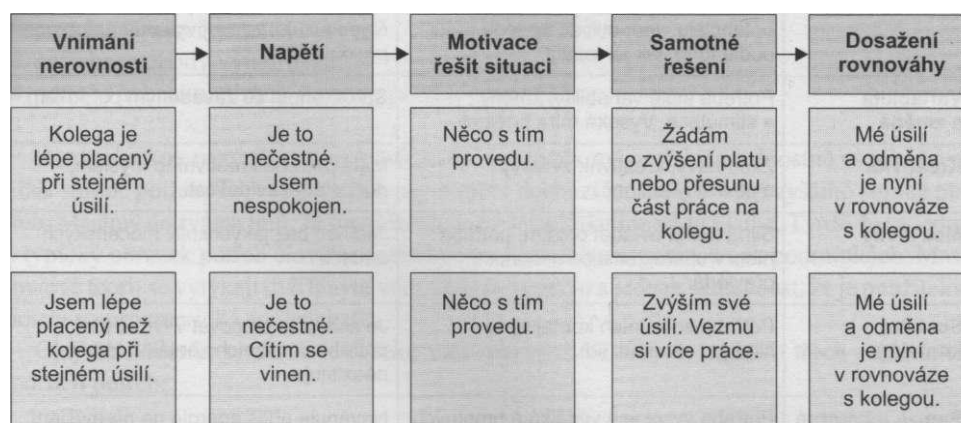 Vnímání
nerovnosti
Napětí
Motivace
řešit situaci
Samotné
řešení
Dosažení
rovnováhy
Kolega je
lépe placený
při stejném
úsilí.
Je to
nečestné.
Jsem
nespokojen.
Něco s tím
provedu.
Žádám
o zvýšení platu
nebo přesunu
část práce na
kolegu.
Mé úsilí
a odměna
je nyní
v rovnováze
s kolegou.
Jsem lépe
placený než
kolega při
stejném úsilí.
Je to
nečestné.
Cítím se
vinen.
Něco s tím
provedu.
Zvýším své
úsilí. Vezmu
si více práce.
Mé úsilí
a odměna
je nyní
v rovnováze
s kolegou.